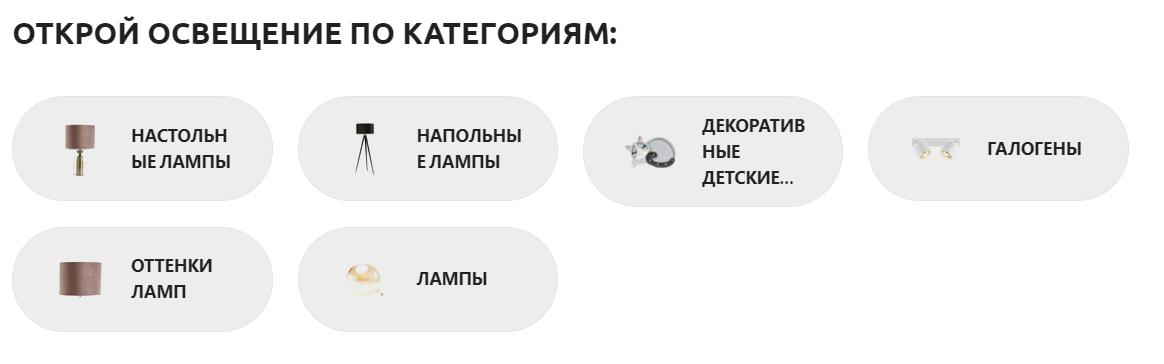 ОТКРОЙ ОСВЕЩЕНИЕ ПО КАТЕГОРИЯМ:
НАСТОЛЬН
ЫЕ ЛАМПЫ
НАПОЛЬНЫ
Е ЛАМПЫ
ДЕКОРАТИВ
НЫЕ
ДЕТСКИЕ...
ГАЛОГЕНЫ
ОТТЕНКИ
ЛАМП
ЛАМПЫ